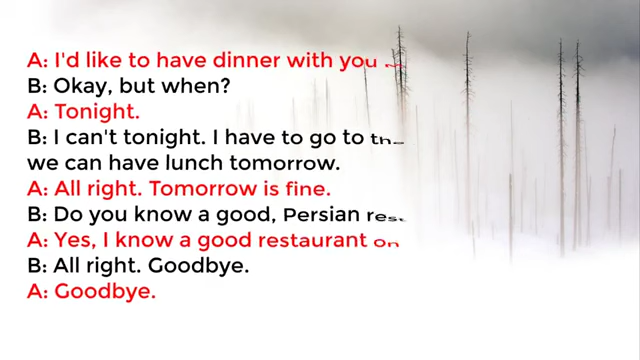 A: I'd like to have dinner with you
B: Okay, but when?
A: Tonight.
B: I can't tonight. I have to go to
we can have lunch tomorrow.
A: All right. Tomorrow is fine.
B: Do you know a good, Persian
A: Yes, I know a good restaurant on
B: All right. Goodbye.
A: Goodbye.